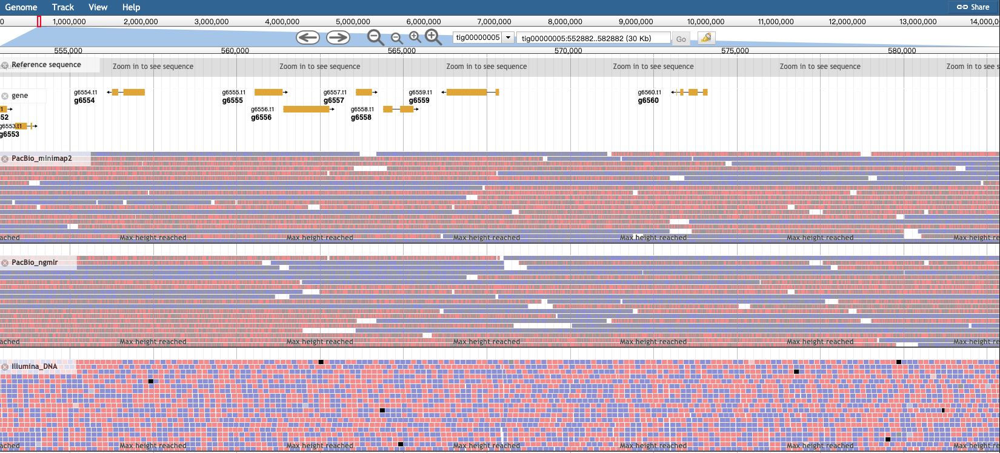 Genome Track View Help Share
0 1,000,000 2,000,000 3,000,000 4,000,000 5,000,000 6,000,000 7,000,000 8,000,000 9,000,000 10,000,000 11,000,000 12,000,000 13,000,000 14,000,0
tig00000005 tig00000005:552882..582882 (30 Kb) Go
555,000 560,000 565,000 570,000 575,000 580,000
Reference sequence Zoom in to see sequence Zoom in to see sequence Zoom in to see sequence Zoom in to see sequence Zoom in to see sequence Zoom in to see s
gene
g6554.t1 g6555.t1 g6557.t1 g6559.t1 g6560.t1
g6554 g6555 g6557 g6559 g6560
1 g6556.t1 g6558.t1
52 g6556 g6558
g6553.t1
g6553
PacBio_minimap2
ached Max height reached Max height reached Max height reached Max height reached Max height reached Max height re
PacBio_ngmlr
ached Max height reached Max height reached Max height reached Max height reached Max height reached Max height re
Illumina_DNA
ached Max height reached Max height reached Max height reached Max height reached Max height reached Max height re